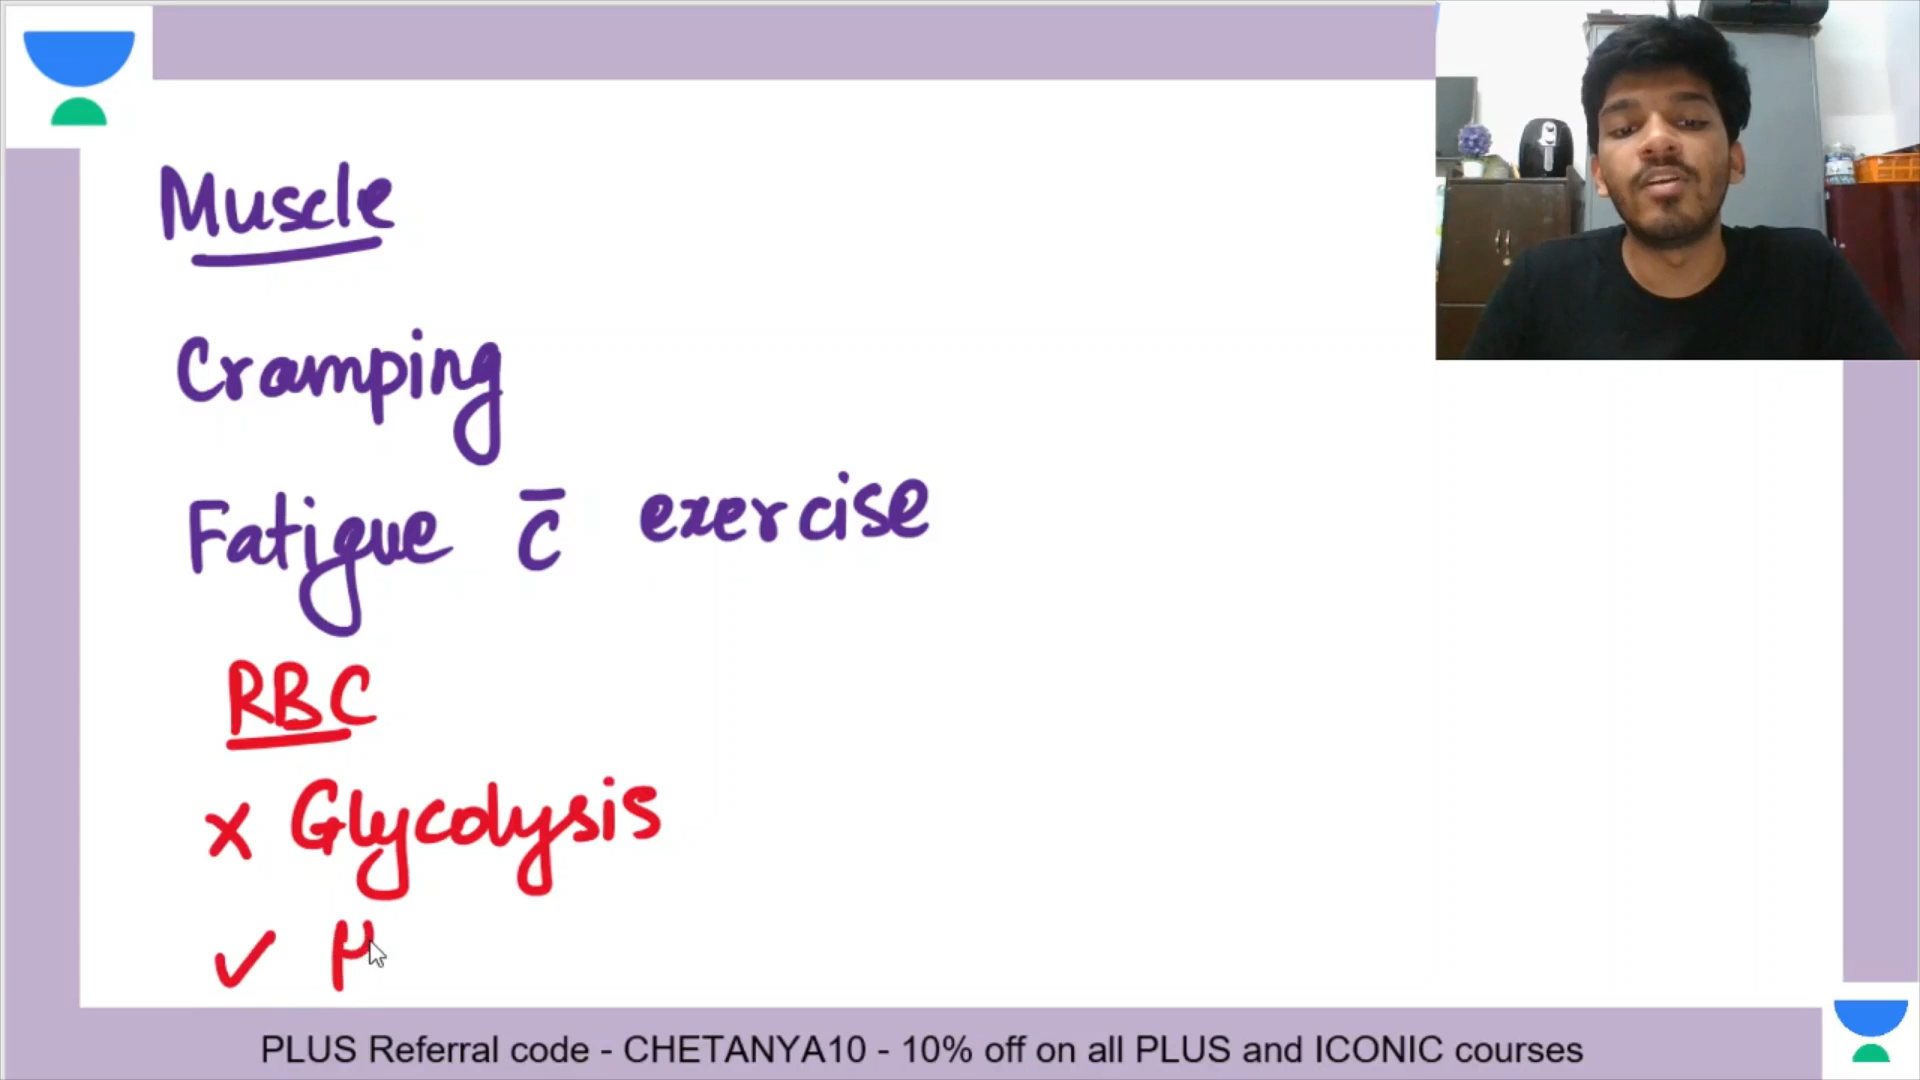 Muscle
Cramping
Fatigue c̄ exercise
RBC
x Glycolysis
✓ H
PLUS Referral code - CHETANYA10 - 10% off on all PLUS and ICONIC courses